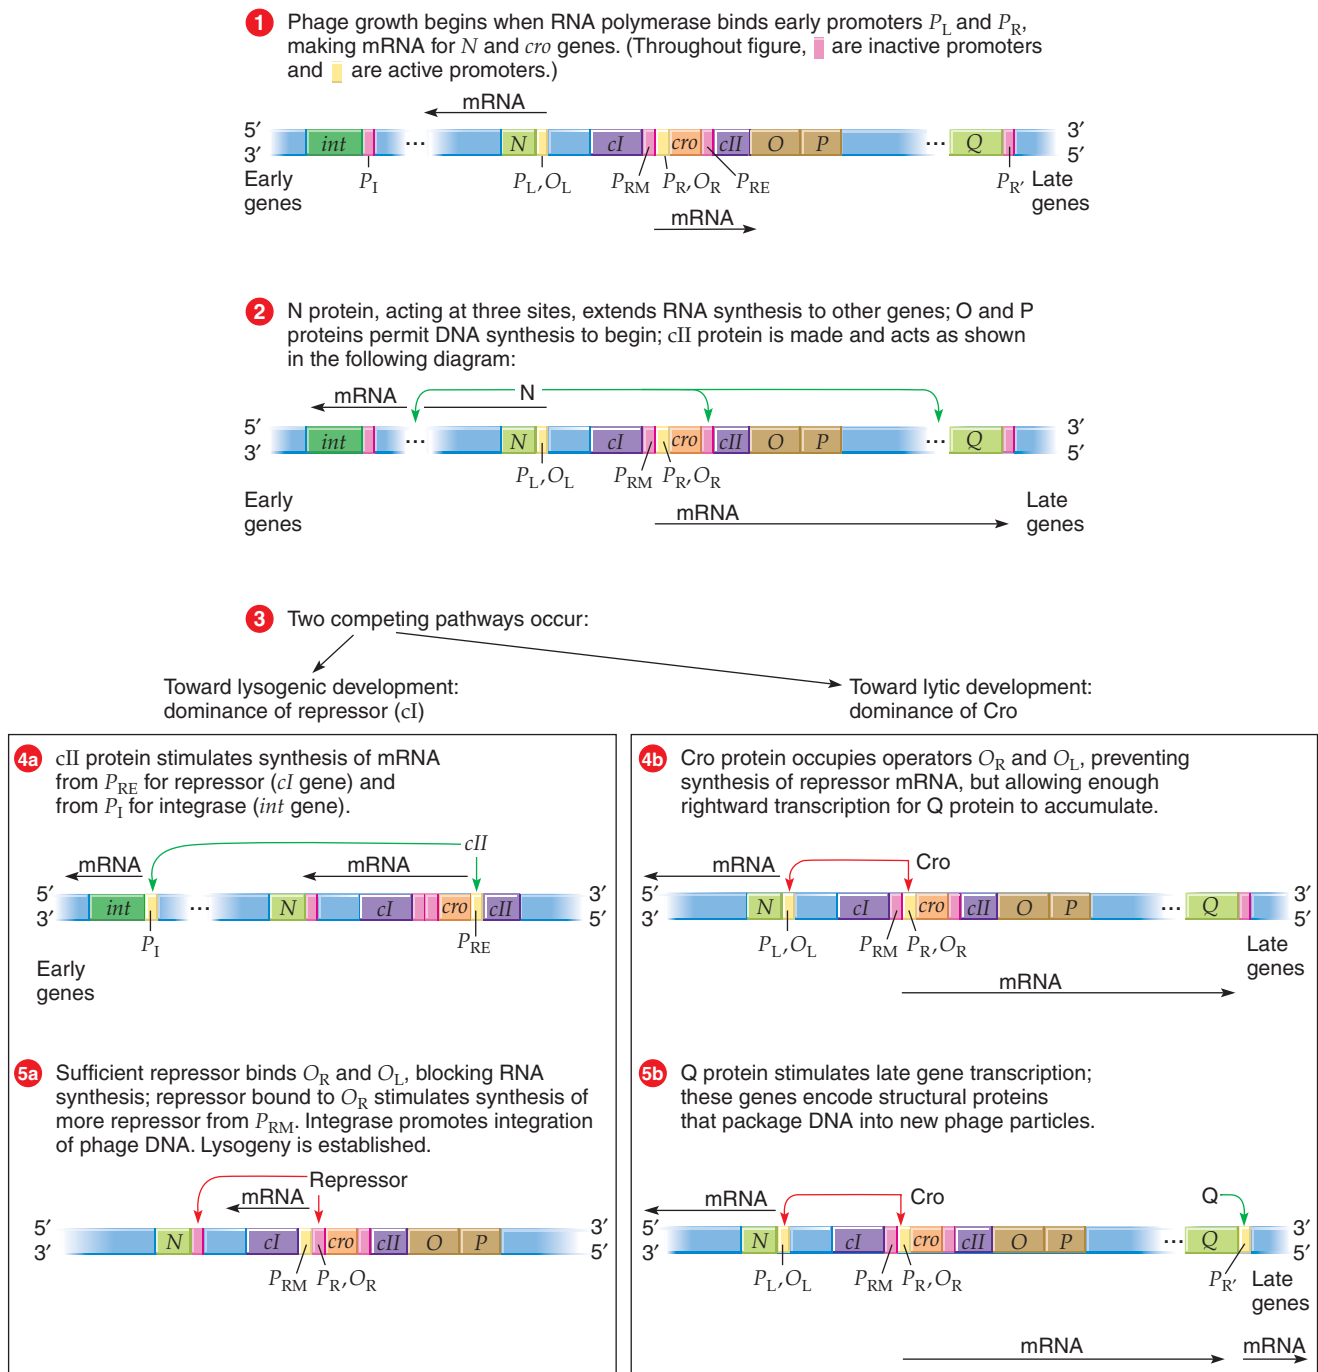 1 Phage growth begins when RNA polymerase binds early promoters PL and PR,
making mRNA for N and cro genes. (Throughout figure, are inactive promoters
and are active promoters.)
mRNA
5′ 3′
int N cI cro cII O P ... Q
3′ 5′
Early genes PI PL, OL PRM PR, OR PRE PR′ Late genes
mRNA
2 N protein, acting at three sites, extends RNA synthesis to other genes; O and P
proteins permit DNA synthesis to begin; cII protein is made and acts as shown
in the following diagram:
mRNA N
5′ 3′
int ... N cI cro cII O P ... Q
3′ 5′
PL, OL PRM PR, OR
Early genes Late genes
mRNA
3 Two competing pathways occur:
Toward lysogenic development:
dominance of repressor (cI)
Toward lytic development:
dominance of Cro
4a cII protein stimulates synthesis of mRNA
from PRE for repressor (cI gene) and
from PI for integrase (int gene).
cII
mRNA mRNA
5′ 3′
int ... N cI cro cII
3′ 5′
PI PRE
Early
genes
5a Sufficient repressor binds OR and OL, blocking RNA
synthesis; repressor bound to OR stimulates synthesis of
more repressor from PRM. Integrase promotes integration
of phage DNA. Lysogeny is established.
Repressor
mRNA
5′ 3′
N cI cro cII O P
3′ 5′
PRM PR, OR
4b Cro protein occupies operators OR and OL, preventing
synthesis of repressor mRNA, but allowing enough
rightward transcription for Q protein to accumulate.
mRNA Cro
5′ 3′
N cI cro cII O P ... Q
3′ 5′
PL, OL PRM PR, OR Late
genes
mRNA
5b Q protein stimulates late gene transcription;
these genes encode structural proteins
that package DNA into new phage particles.
mRNA Cro Q
5′ 3′
N cI cro cII O P ... Q
3′ 5′
PL, OL PRM PR, OR PR′ Late
genes
mRNA mRNA